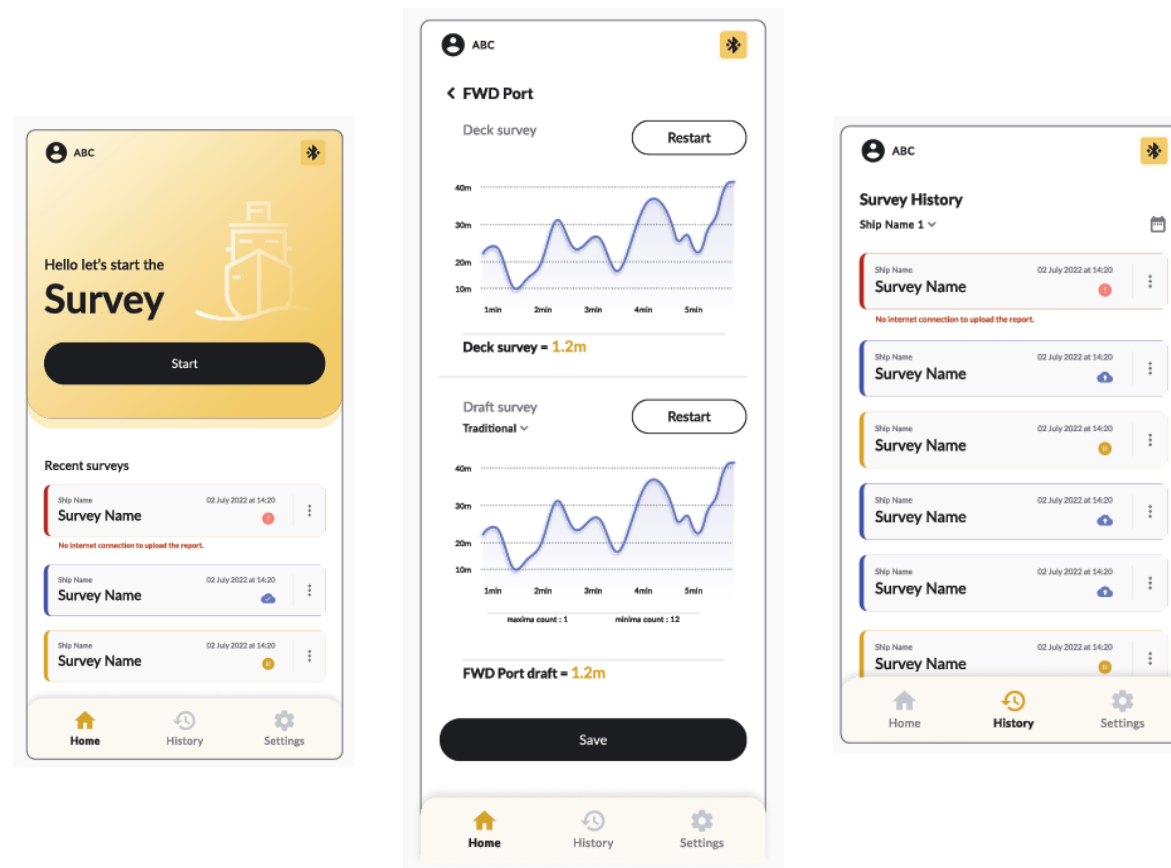 ABC
Hello let's start the
Survey
Start
Recent surveys
Ship Name 02 July 2022 at 14:20
Survey Name
No internet connection to upload the report.
Ship Name 02 July 2022 at 14:20
Survey Name
Ship Name 02 July 2022 at 14:20
Survey Name
Home History Settings
ABC
FWD Port
Deck survey Restart
40m
30m
20m
10m
1min 2min 3min 4min 5min
Deck survey = 1.2m
Draft survey Restart
Traditional
40m
30m
20m
10m
1min 2min 3min 4min 5min
maxima count : 1 minima count : 12
FWD Port draft = 1.2m
Save
Home History Settings
ABC
Survey History
Ship Name 1
Ship Name 02 July 2022 at 14:20
Survey Name
No internet connection to upload the report.
Ship Name 02 July 2022 at 14:20
Survey Name
Ship Name 02 July 2022 at 14:20
Survey Name
Ship Name 02 July 2022 at 14:20
Survey Name
Ship Name 02 July 2022 at 14:20
Survey Name
Ship Name 02 July 2022 at 14:20
Survey Name
Home History Settings